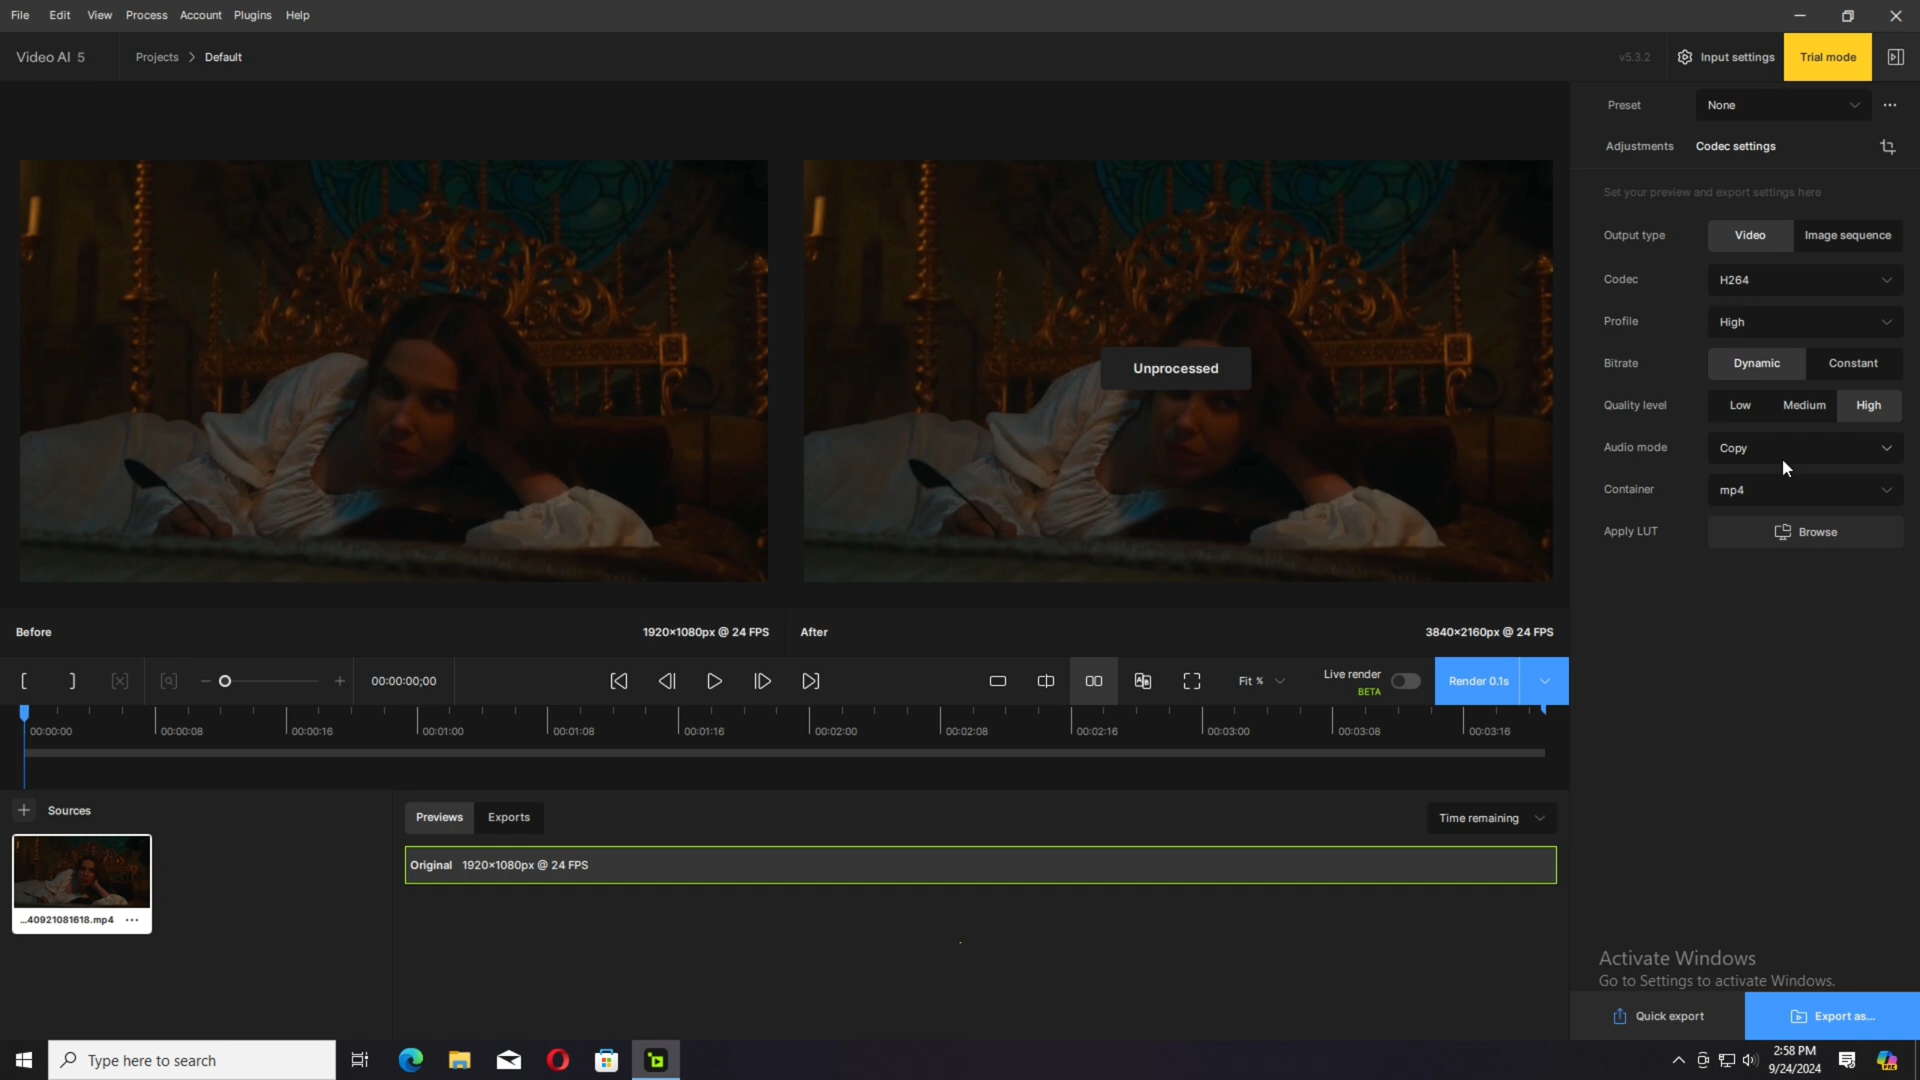 File Edit View Process Account Plugins Help
Video AI 5 Projects > Default v5.3.2 Input settings Trial mode
Preset None
Adjustments Codec settings
Set your preview and export settings here
Output type Video Image sequence
Codec H264
Profile High
Bitrate Dynamic Constant
Quality level Low Medium High
Audio mode Copy
Container mp4
Apply LUT Browse
Unprocessed
Before 1920×1080px @ 24 FPS After 3840×2160px @ 24 FPS
00:00:00;00 Fit % Live render BETA Render 0.1s
00:00:00 00:00:08 00:00:16 00:01:00 00:01:08 00:01:16 00:02:00 00:02:08 00:02:16 00:03:00 00:03:08 00:03:16
Sources Previews Exports Time remaining
Original 1920×1080px @ 24 FPS
...40921081618.mp4
Activate Windows
Go to Settings to activate Windows.
Quick export Export as...
Type here to search
2:58 PM
9/24/2024